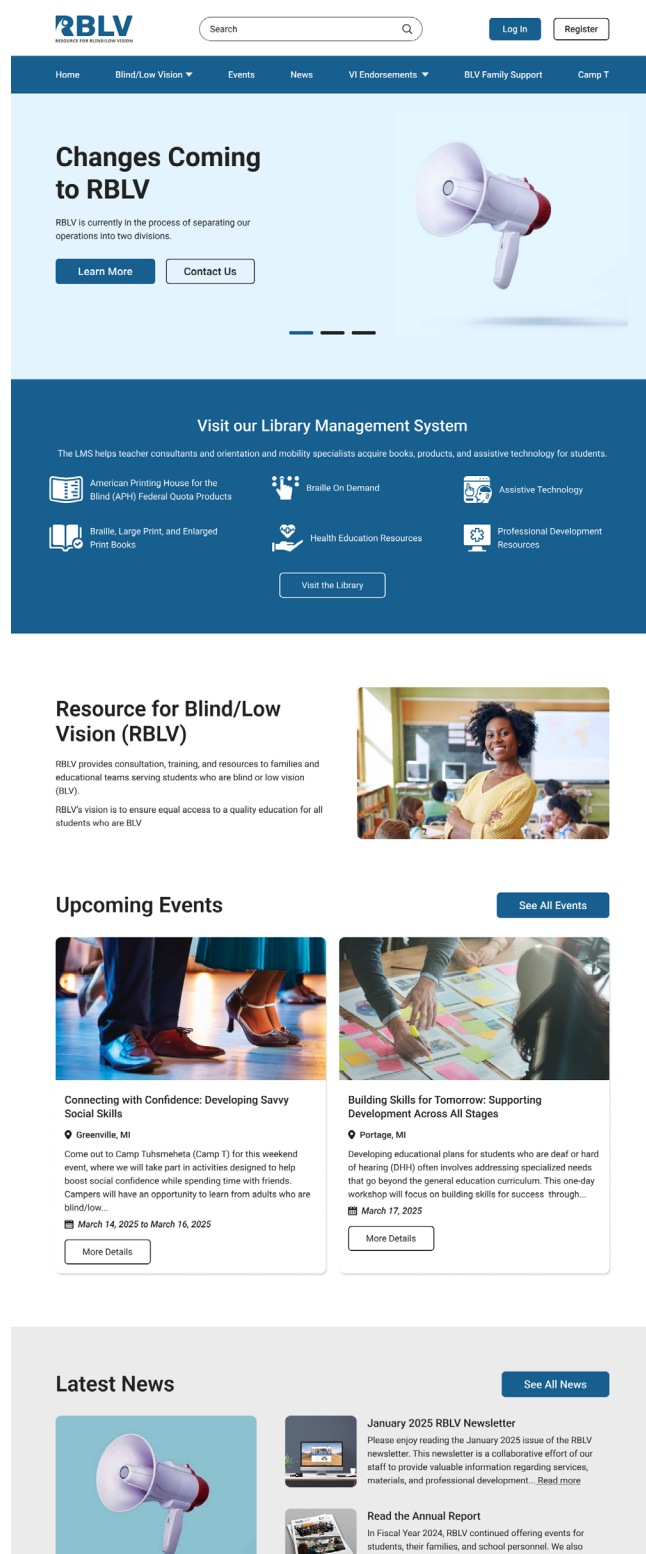 RBLV
RESOURCE FOR BLIND/LOW VISION
Search
Log In
Register
Home
Blind/Low Vision
Events
News
VI Endorsements
BLV Family Support
Camp T
Changes Coming
to RBLV
RBLV is currently in the process of separating our
operations into two divisions.
Learn More
Contact Us
Visit our Library Management System
The LMS helps teacher consultants and orientation and mobility specialists acquire books, products, and assistive technology for students.
American Printing House for the
Blind (APH) Federal Quota Products
Braille On Demand
Assistive Technology
Braille, Large Print, and Enlarged
Print Books
Health Education Resources
Professional Development
Resources
Visit the Library
Resource for Blind/Low
Vision (RBLV)
RBLV provides consultation, training, and resources to families and
educational teams serving students who are blind or low vision
(BLV).
RBLV's vision is to ensure equal access to a quality education for all
students who are BLV
Upcoming Events
See All Events
Connecting with Confidence: Developing Savvy
Social Skills
Greenville, MI
Come out to Camp Tuhsmeheta (Camp T) for this weekend
event, where we will take part in activities designed to help
boost social confidence while spending time with friends.
Campers will have an opportunity to learn from adults who are
blind/low...
March 14, 2025 to March 16, 2025
More Details
Building Skills for Tomorrow: Supporting
Development Across All Stages
Portage, MI
Developing educational plans for students who are deaf or hard
of hearing (DHH) often involves addressing specialized needs
that go beyond the general education curriculum. This one-day
workshop will focus on building skills for success through...
March 17, 2025
More Details
Latest News
See All News
January 2025 RBLV Newsletter
Please enjoy reading the January 2025 issue of the RBLV
newsletter. This newsletter is a collaborative effort of our
staff to provide valuable information regarding services,
materials, and professional development... Read more
Read the Annual Report
In Fiscal Year 2024, RBLV continued offering events for
students, their families, and school personnel. We also